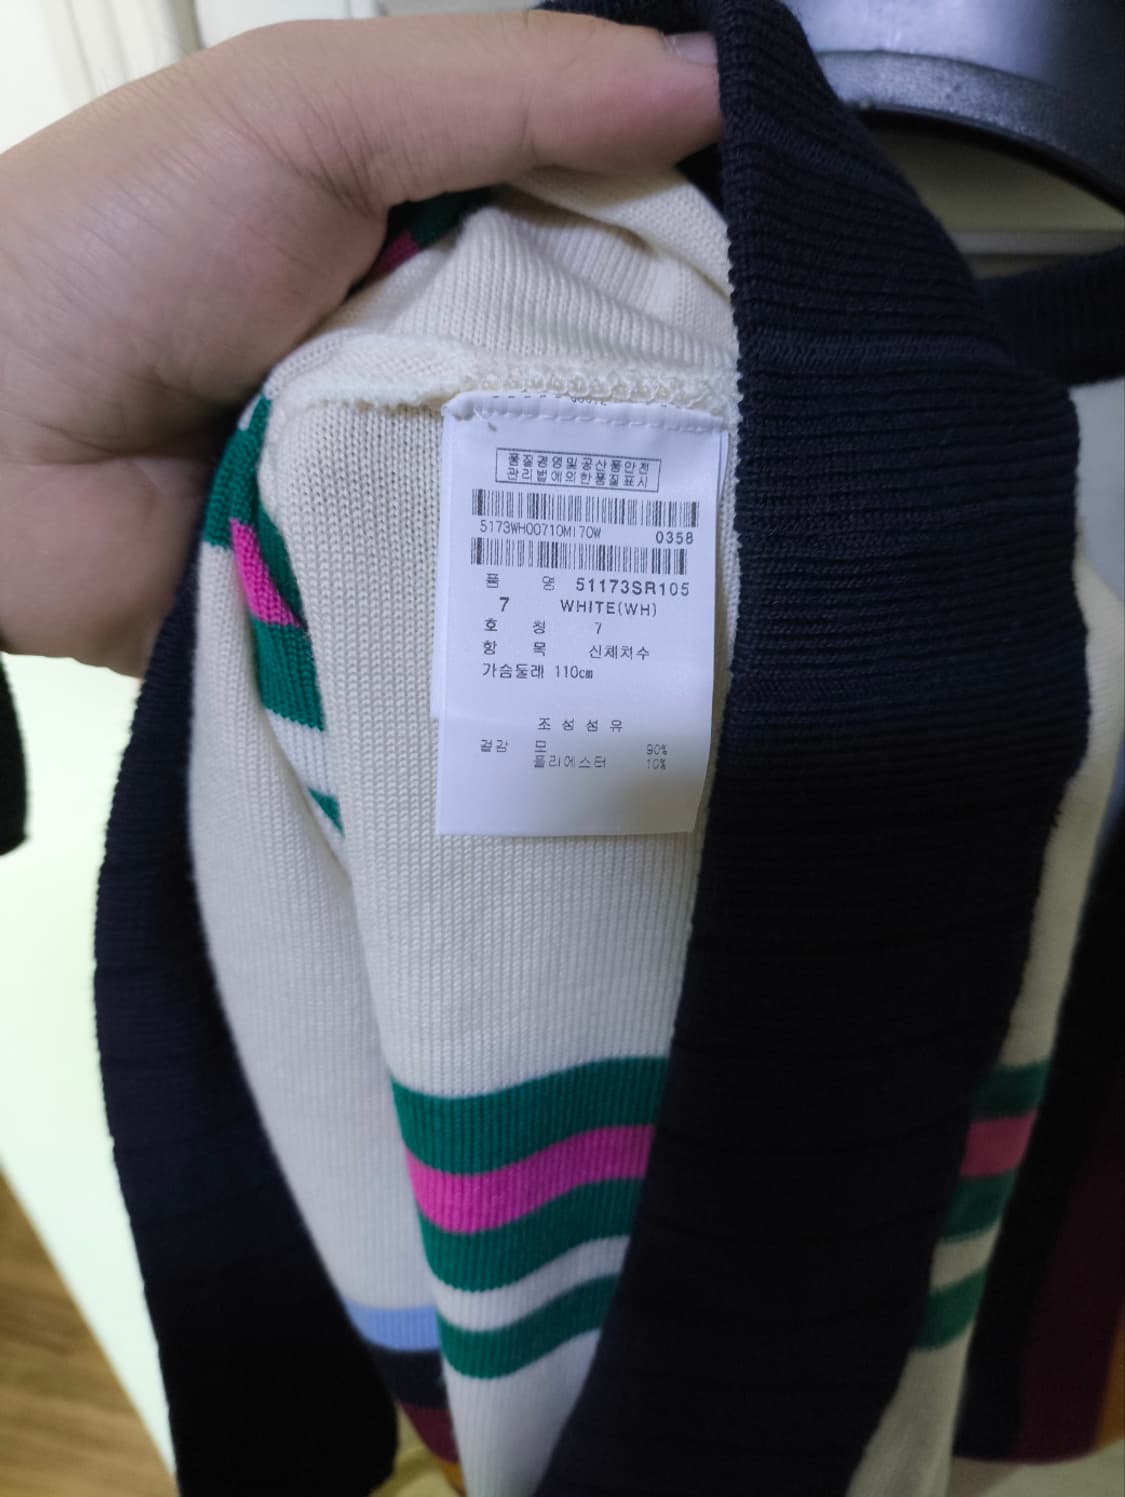 품질경영및공산품안전
관리법에의한품질표시
5173WH00710M170W 0358
품 명 51173SR105
7 WHITE(WH)
호 칭 7
항 목 신체치수
가슴둘레 110cm
조 성 섬 유
겉감 모 90%
폴리에스터 10%